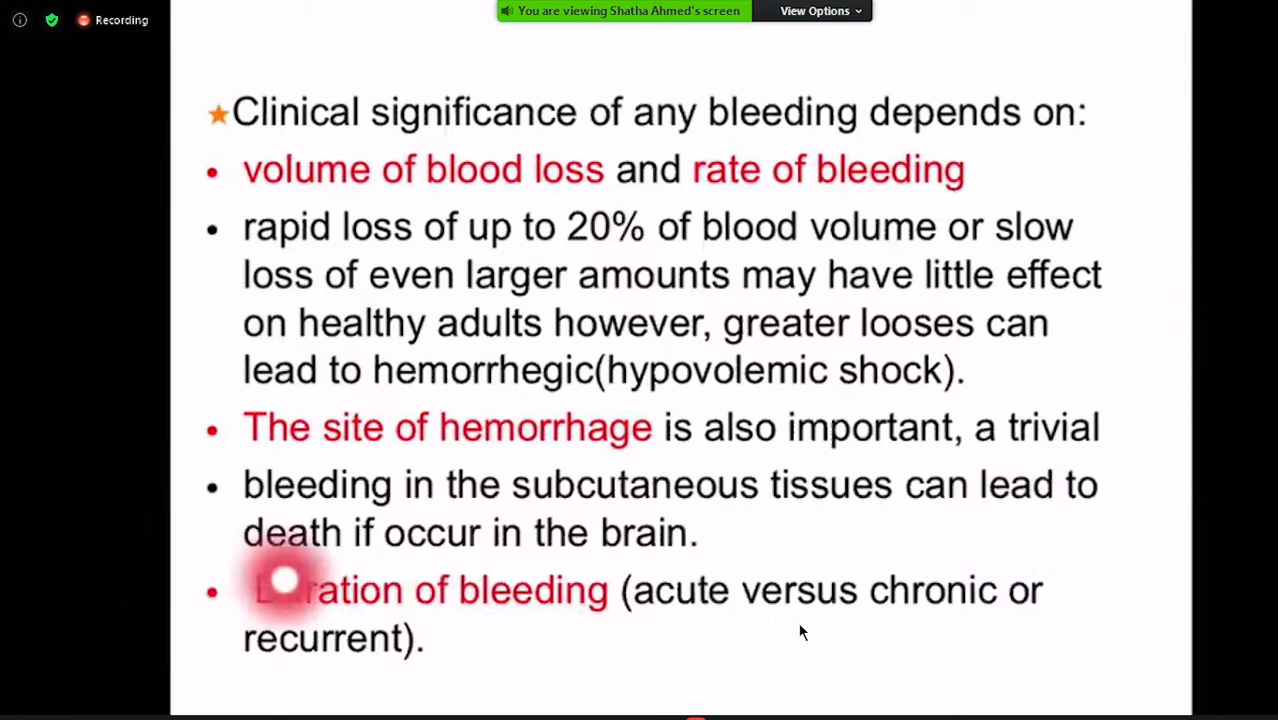 Recording
You are viewing Shatha Ahmed's screen
View Options
Clinical significance of any bleeding depends on:
volume of blood loss and rate of bleeding
rapid loss of up to 20% of blood volume or slow
loss of even larger amounts may have little effect
on healthy adults however, greater looses can
lead to hemorrhegic(hypovolemic shock).
The site of hemorrhage is also important, a trivial
bleeding in the subcutaneous tissues can lead to
death if occur in the brain.
Duration of bleeding (acute versus chronic or
recurrent).